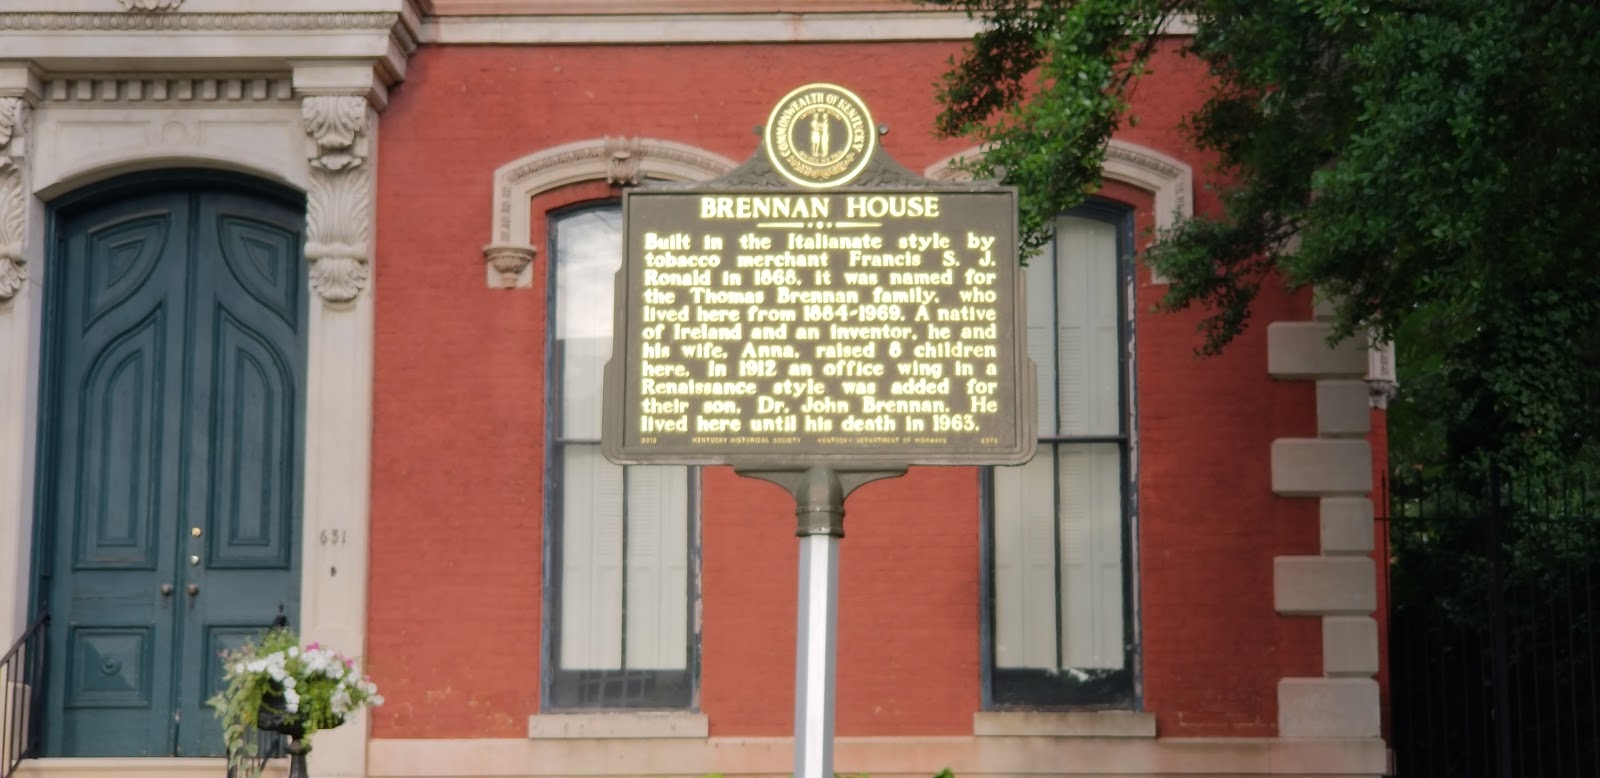 COMMONWEALTH OF KENTUCKY
BRENNAN HOUSE
Built in the Italianate style by
tobacco merchant Francis S. J.
Ronald in 1868, it was named for
the Thomas Brennan family, who
lived here from 1884-1969. A native
of Ireland and an inventor, he and
his wife, Anna, raised 8 children
here. In 1912 an office wing in a
Renaissance style was added for
their son, Dr. John Brennan. He
lived here until his death in 1963.
2012 KENTUCKY HISTORICAL SOCIETY KENTUCKY DEPARTMENT OF HIGHWAYS
631